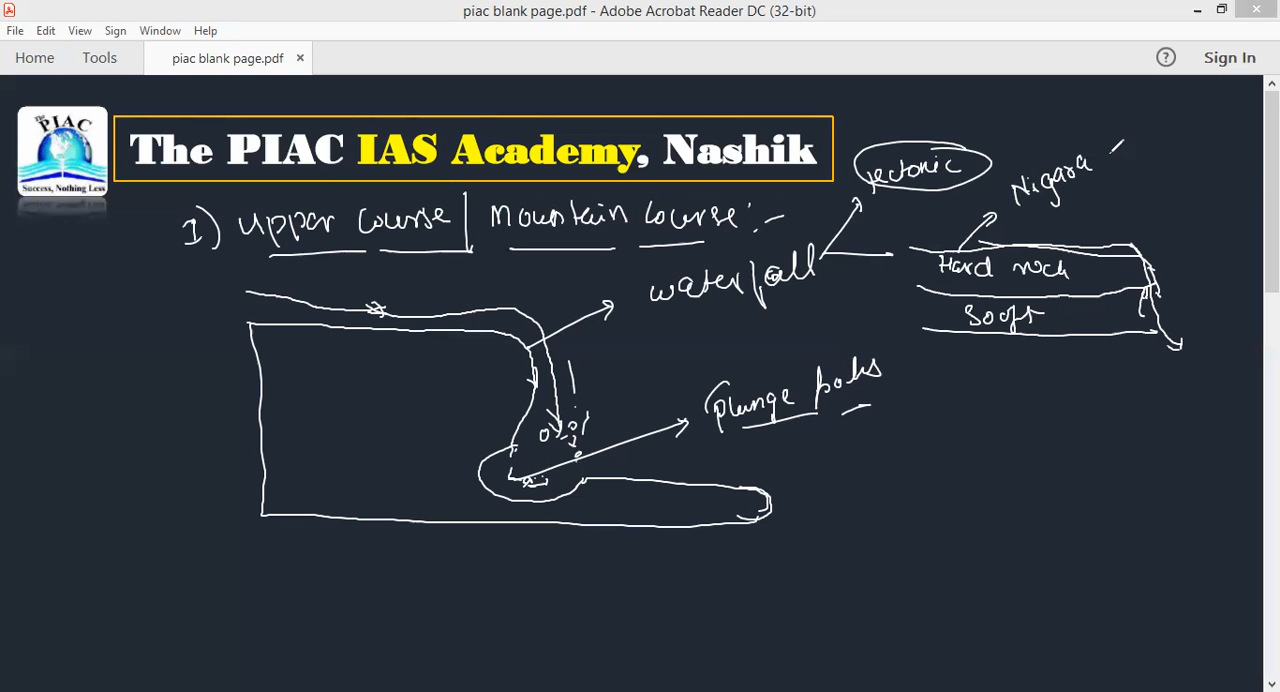 piac blank page.pdf - Adobe Acrobat Reader DC (32-bit)
File Edit View Sign Window Help
Home Tools piac blank page.pdf × ? Sign In
The PIAC
Success, Nothing Less
The PIAC IAS Academy, Nashik
Tectonic
Nigara
1) Upper Course | Mountain Course :-
waterfall
Hard rock
Soft
Plunge